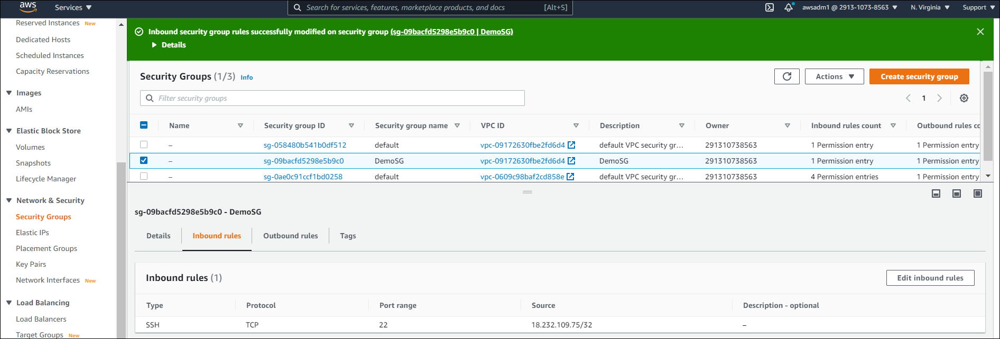 aws Services ▼ Search for services, features, marketplace products, and docs [Alt+S] awsadm1 @ 2913-1073-8563 ▼ N. Virginia ▼ Support ▼
Reserved Instances New
Dedicated Hosts
Scheduled Instances
Capacity Reservations
Images
AMIs
Elastic Block Store
Volumes
Snapshots
Lifecycle Manager
Network & Security
Security Groups
Elastic IPs
Placement Groups
Key Pairs
Network Interfaces New
Load Balancing
Load Balancers
Target Groups New
Inbound security group rules successfully modified on security group (sg-09bacfd5298e5b9c0 | DemoSG)
Details
Security Groups (1/3) Info
Actions ▼ Create security group
Filter security groups
1
Name Security group ID Security group name VPC ID Description Owner Inbound rules count Outbound rules co
– sg-058480b541b0df512 default vpc-09172630fbe2fd6d4 default VPC security gr... 291310738563 1 Permission entry 1 Permission entry
– sg-09bacfd5298e5b9c0 DemoSG vpc-09172630fbe2fd6d4 DemoSG 291310738563 1 Permission entry 1 Permission entry
– sg-0ae0c91ccf1bd0258 default vpc-0609c98baf2cd858e default VPC security gr... 291310738563 4 Permission entries 1 Permission entry
sg-09bacfd5298e5b9c0 - DemoSG
Details Inbound rules Outbound rules Tags
Inbound rules (1)
Edit inbound rules
Type Protocol Port range Source Description - optional
SSH TCP 22 18.232.109.75/32 –